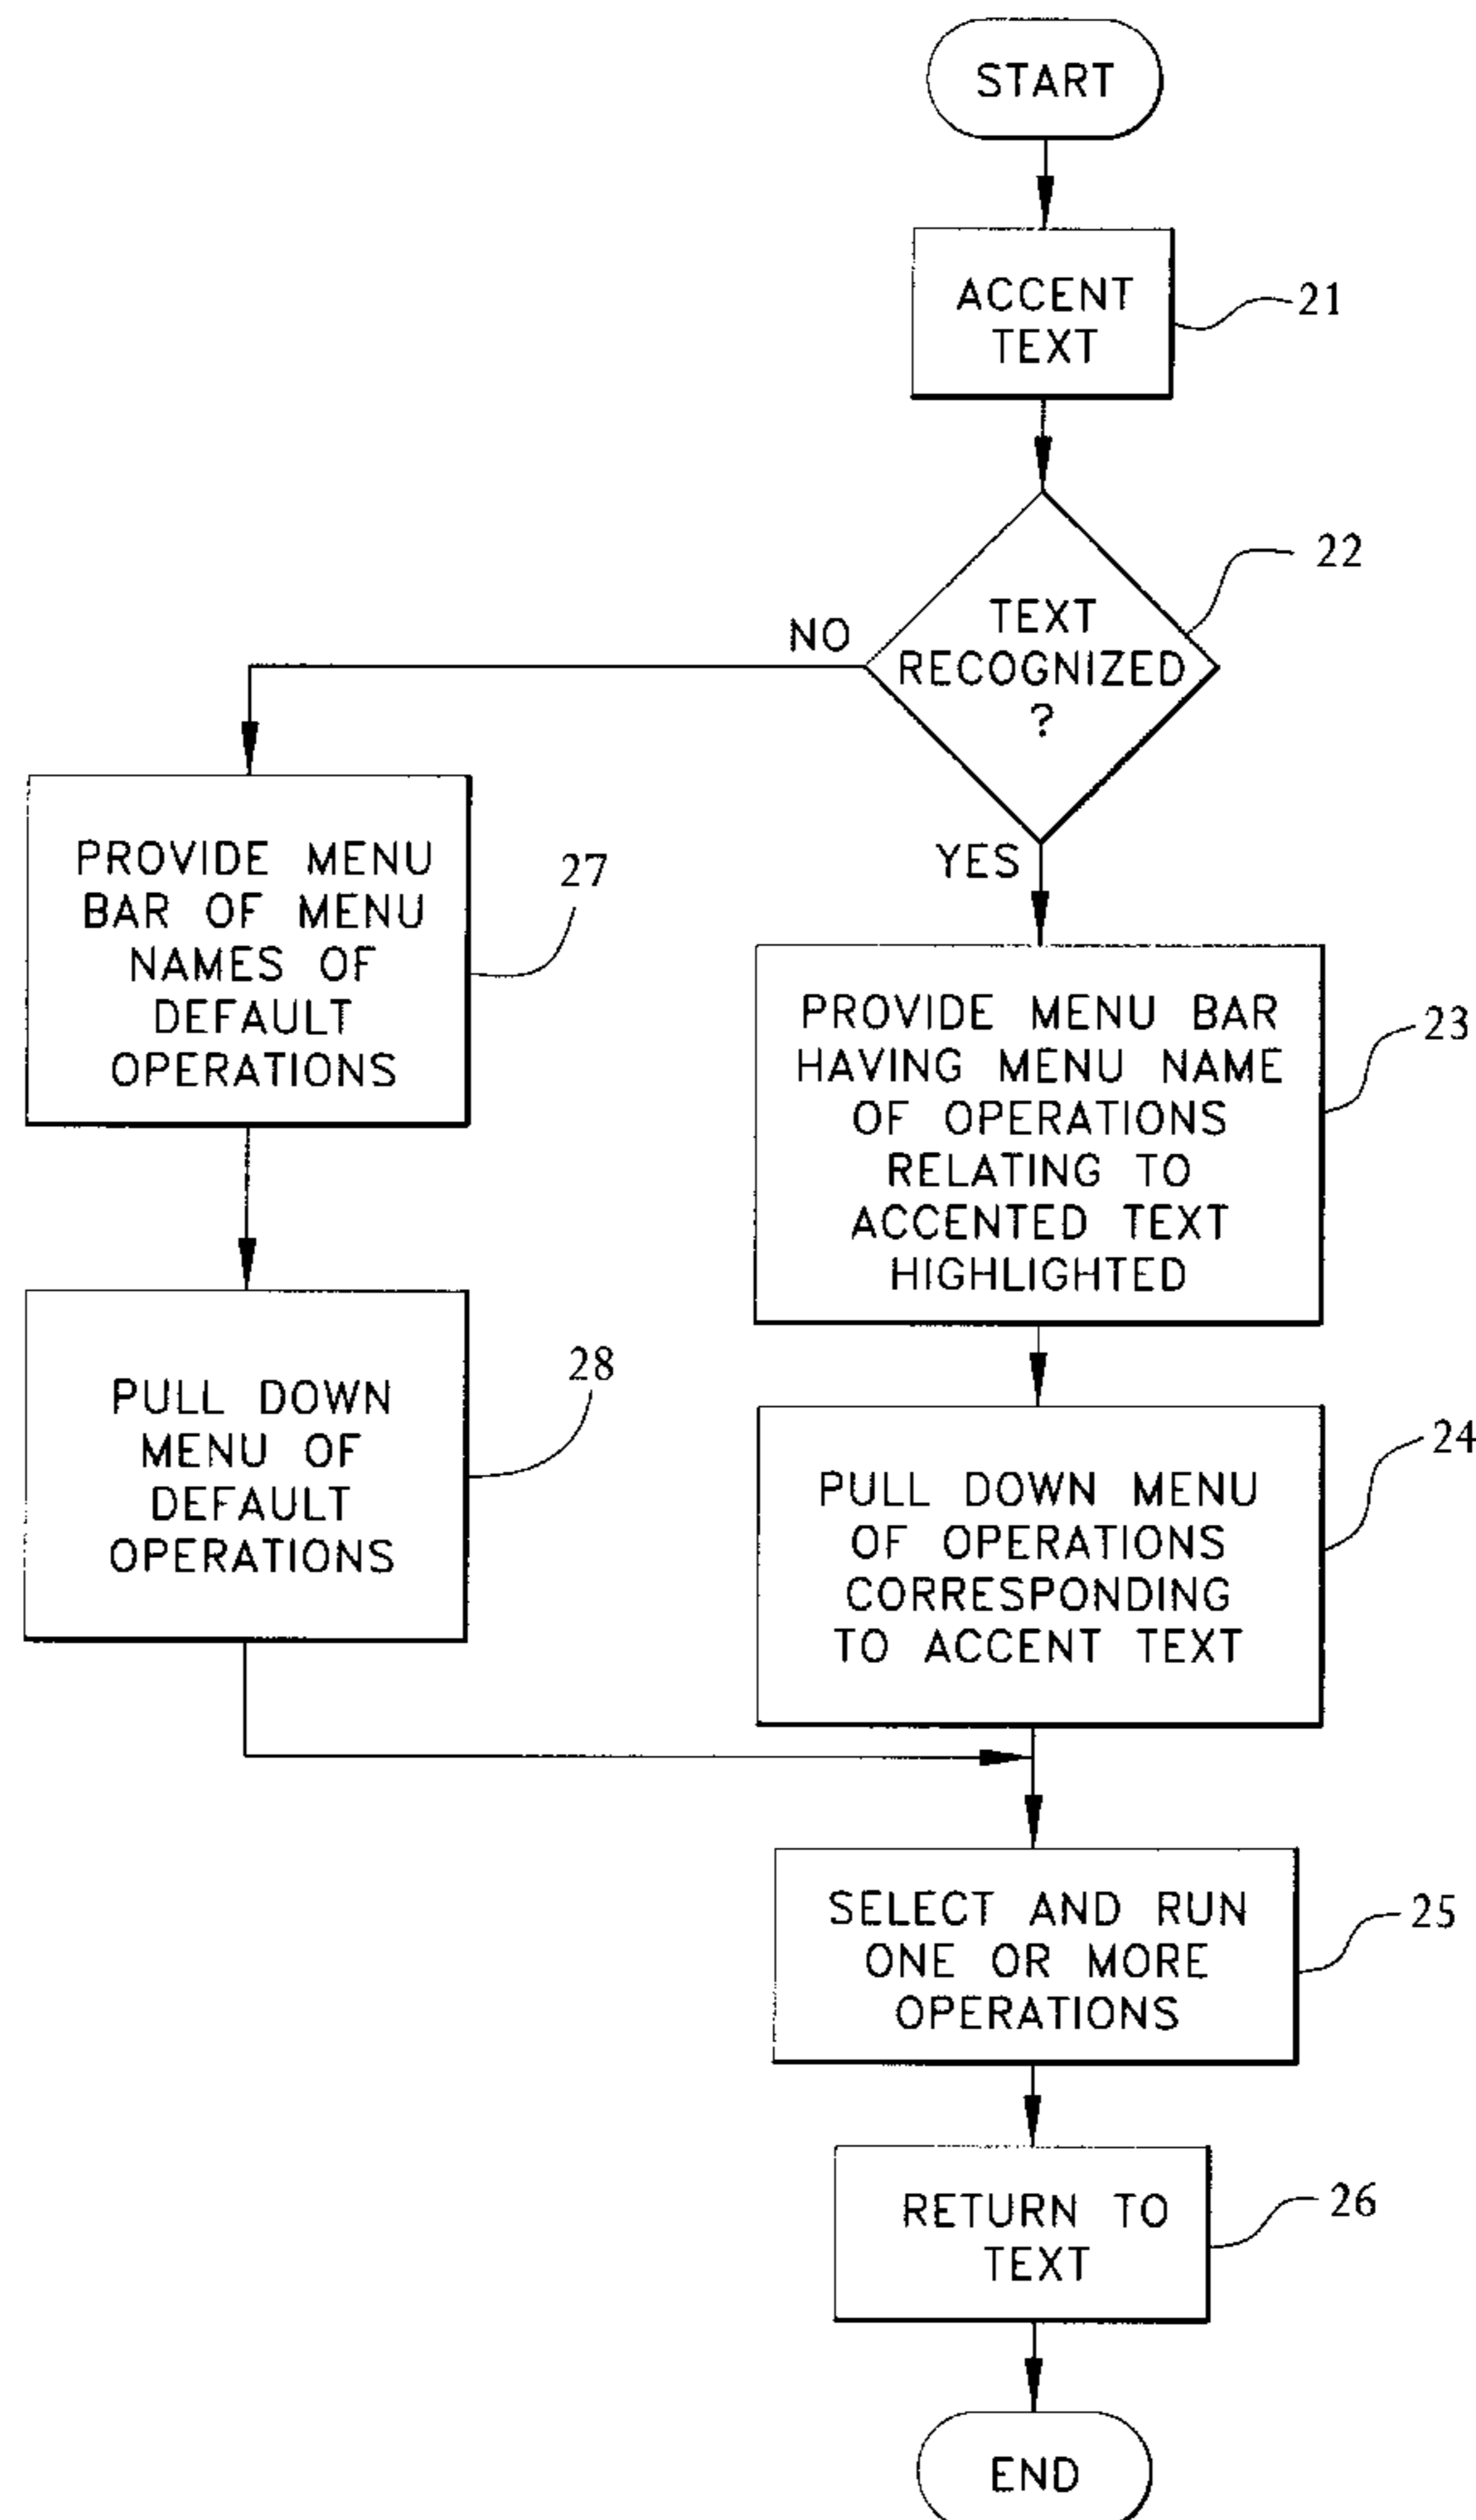 START
ACCENT
TEXT
21
22
TEXT
RECOGNIZED
?
NO
YES
PROVIDE MENU
BAR OF MENU
NAMES OF
DEFAULT
OPERATIONS
27
PROVIDE MENU BAR
HAVING MENU NAME
OF OPERATIONS
RELATING TO
ACCENTED TEXT
HIGHLIGHTED
23
PULL DOWN
MENU OF
DEFAULT
OPERATIONS
28
PULL DOWN MENU
OF OPERATIONS
CORRESPONDING
TO ACCENT TEXT
24
SELECT AND RUN
ONE OR MORE
OPERATIONS
25
RETURN TO
TEXT
26
END